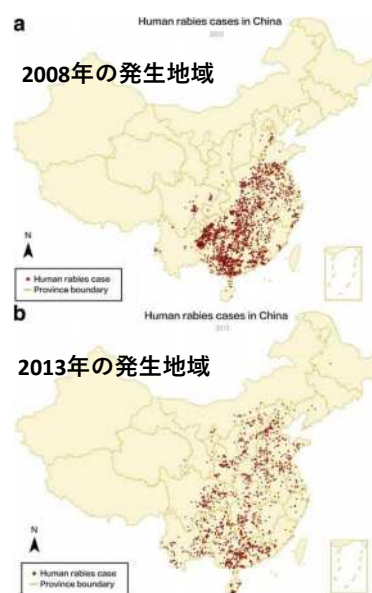 a
Human rabies cases in China
2008年の発生地域
N
Human rabies case
Province boundary
b
Human rabies cases in China
2013年の発生地域
N
Human rabies case
Province boundary